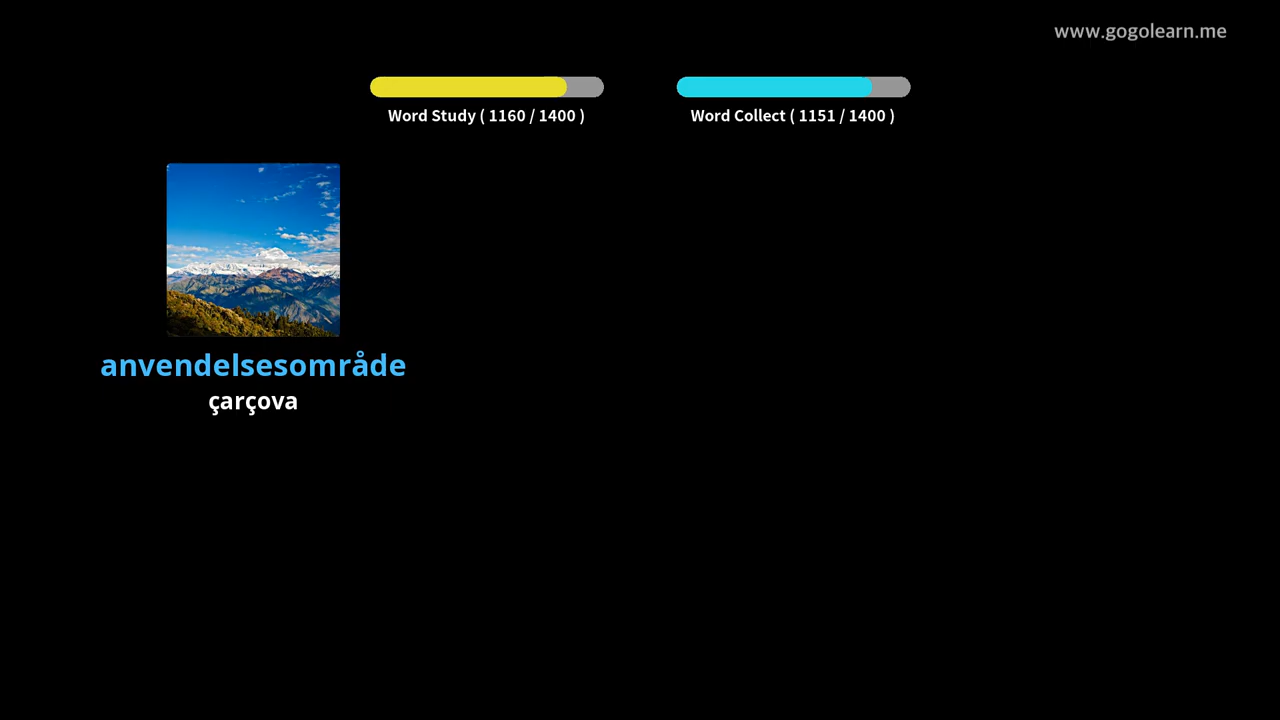 www.gogolearn.me
Word Study ( 1160 / 1400 )
Word Collect ( 1151 / 1400 )
anvendelsesområde
çarçova